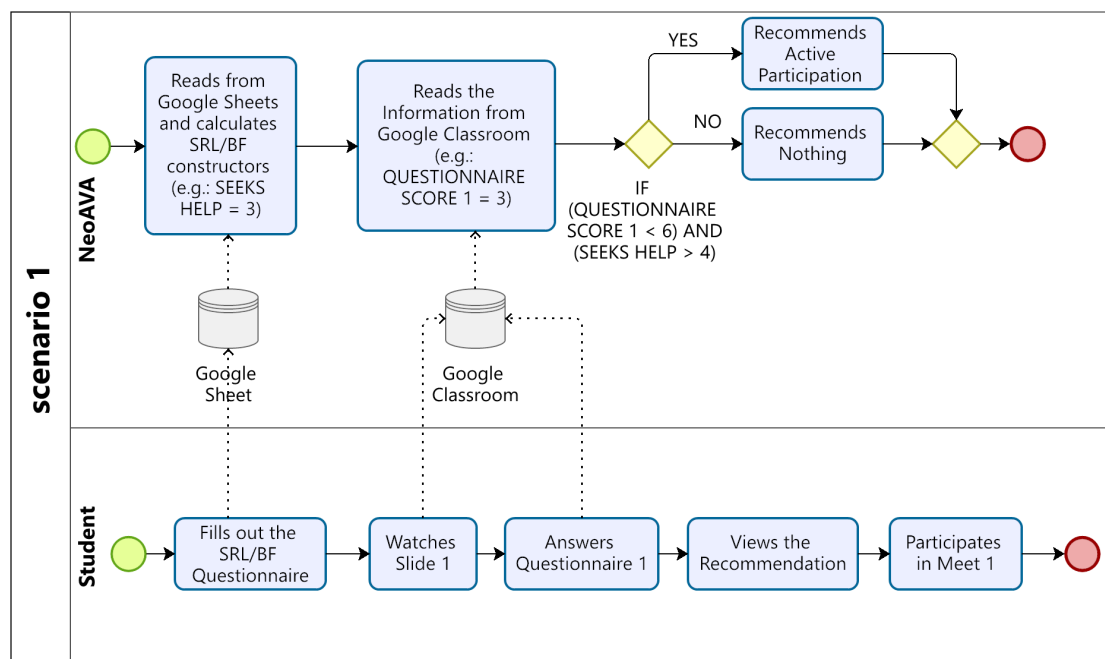 scenario 1
NeoAVA
Reads from
Google Sheets
and calculates
SRL/BF
constructors
(e.g.: SEEKS
HELP = 3)
Reads the
Information from
Google Classroom
(e.g.:
QUESTIONNAIRE
SCORE 1 = 3)
YES
Recommends
Active
Participation
NO
Recommends
Nothing
IF
(QUESTIONNAIRE
SCORE 1 < 6) AND
(SEEKS HELP > 4)
Google
Sheet
Google
Classroom
Student
Fills out the
SRL/BF
Questionnaire
Watches
Slide 1
Answers
Questionnaire 1
Views the
Recommendation
Participates
in Meet 1